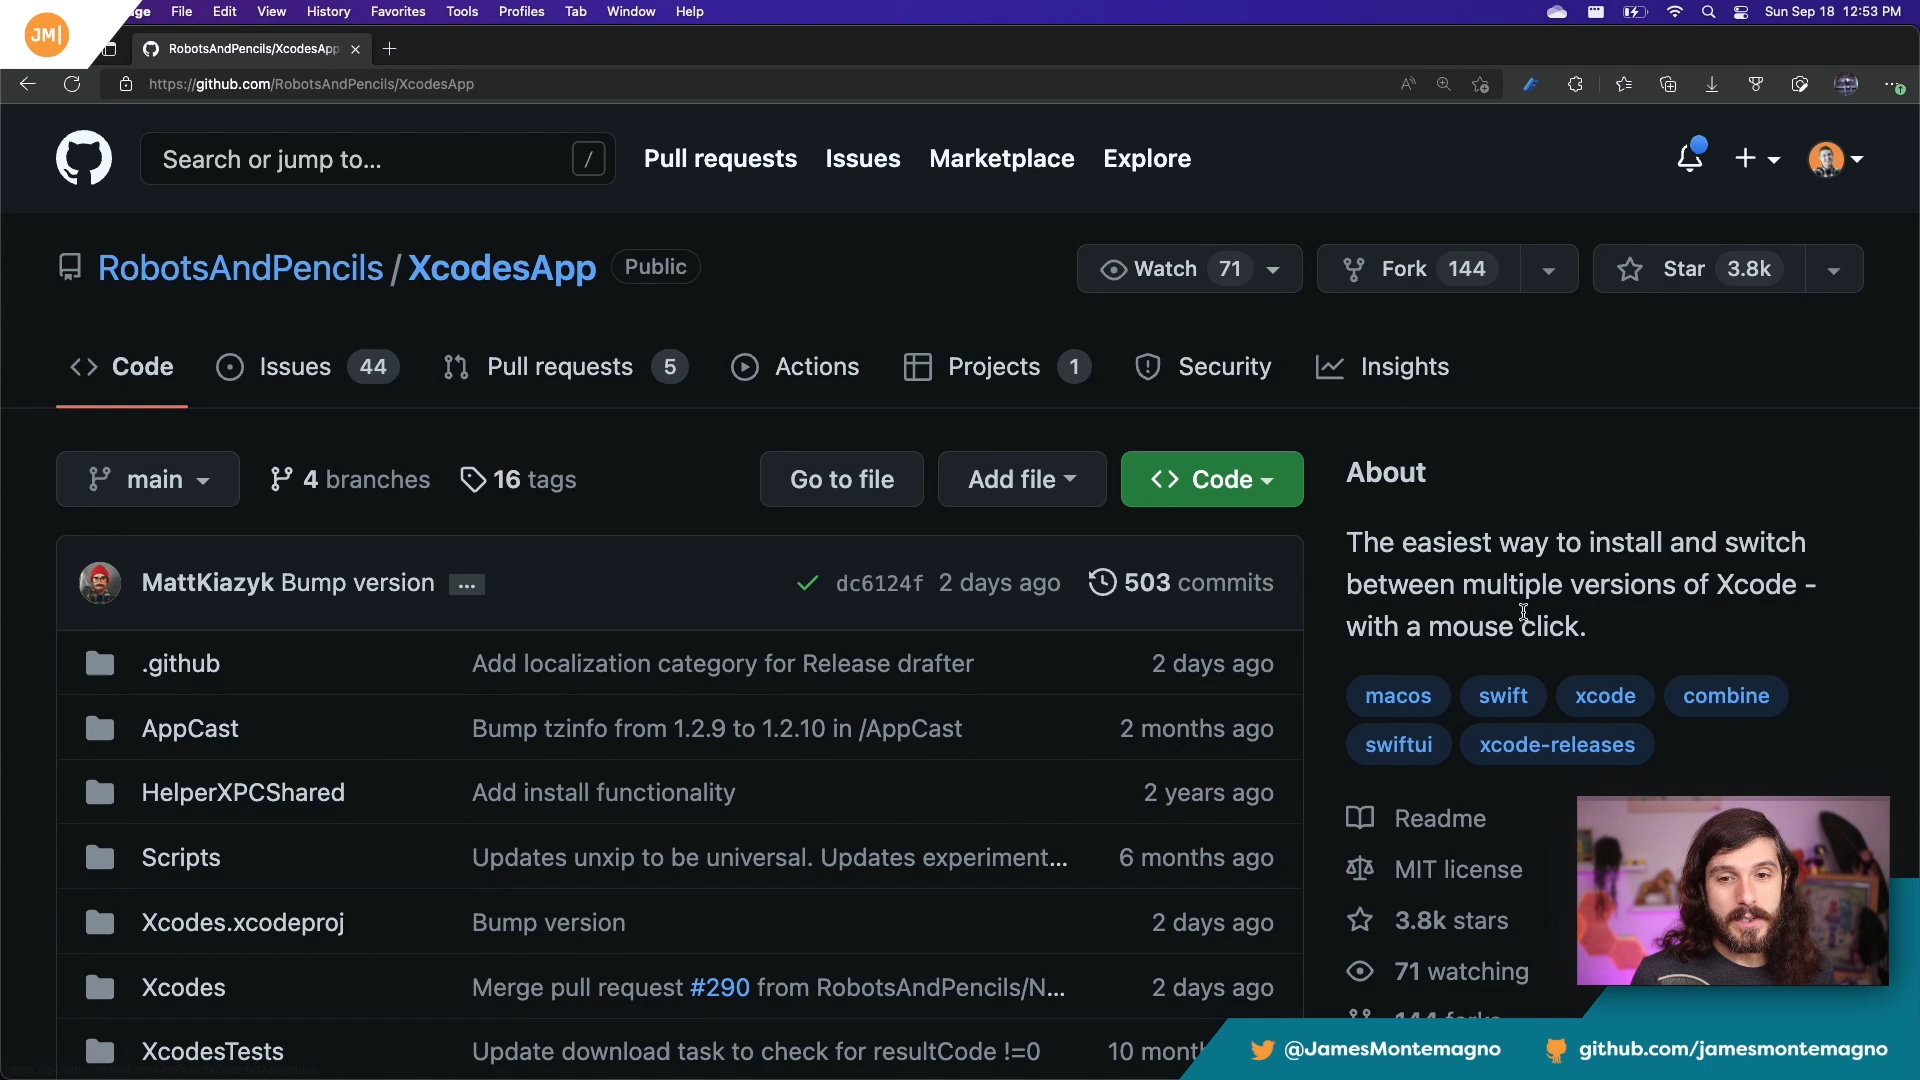 JM|
File Edit View History Favorites Tools Profiles Tab Window Help
Sun Sep 18 12:53 PM
RobotsAndPencils/XcodesApp
https://github.com/RobotsAndPencils/XcodesApp
Search or jump to... /
Pull requests Issues Marketplace Explore
RobotsAndPencils / XcodesApp Public
Watch 71
Fork 144
Star 3.8k
Code
Issues 44
Pull requests 5
Actions
Projects 1
Security
Insights
main
4 branches
16 tags
Go to file
Add file
Code
MattKiazyk Bump version ...
dc6124f 2 days ago 503 commits
.github Add localization category for Release drafter 2 days ago
AppCast Bump tzinfo from 1.2.9 to 1.2.10 in /AppCast 2 months ago
HelperXPCShared Add install functionality 2 years ago
Scripts Updates unxip to be universal. Updates experiment... 6 months ago
Xcodes.xcodeproj Bump version 2 days ago
Xcodes Merge pull request #290 from RobotsAndPencils/N... 2 days ago
XcodesTests Update download task to check for resultCode !=0 10 mont
About
The easiest way to install and switch
between multiple versions of Xcode -
with a mouse click.
macos swift xcode combine
swiftui xcode-releases
Readme
MIT license
3.8k stars
71 watching
144 forks
@JamesMontemagno
github.com/jamesmontemagno